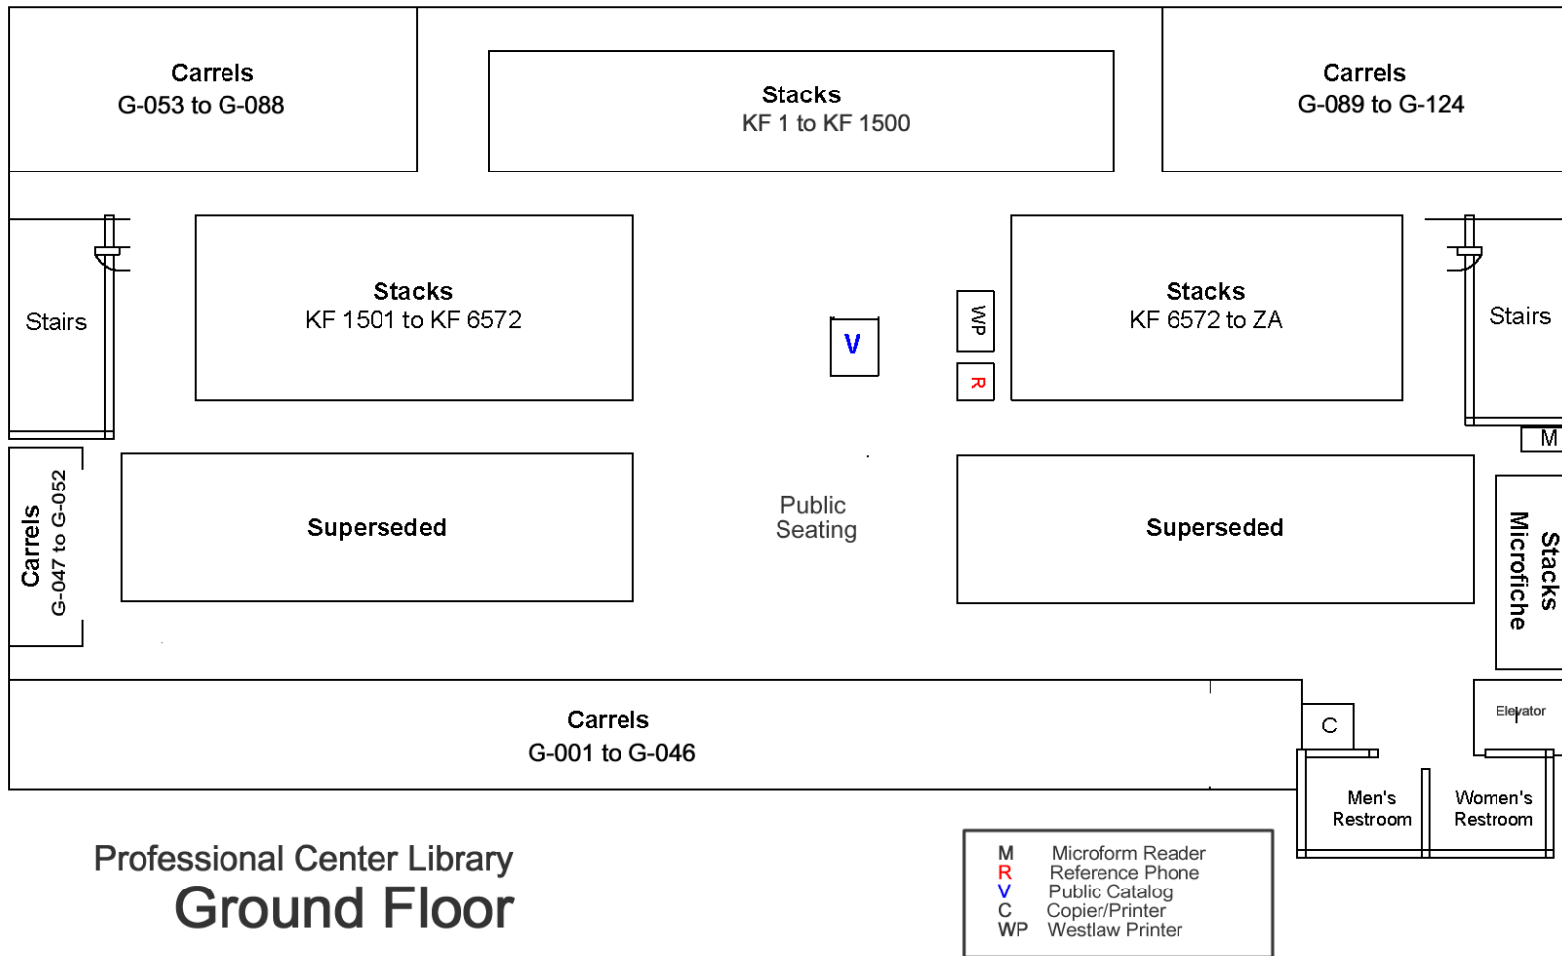 Carrels
G-053 to G-088
Stacks
KF 1 to KF 1500
Carrels
G-089 to G-124
Stairs
Stacks
KF 1501 to KF 6572
V
WP
R
Stacks
KF 6572 to ZA
Stairs
M
Carrels
G-047 to G-052
Superseded
Public
Seating
Superseded
Stacks
Microfiche
Carrels
G-001 to G-046
C
Elevator
Men's
Restroom
Women's
Restroom
Professional Center Library
Ground Floor
M Microform Reader
R Reference Phone
V Public Catalog
C Copier/Printer
WP Westlaw Printer